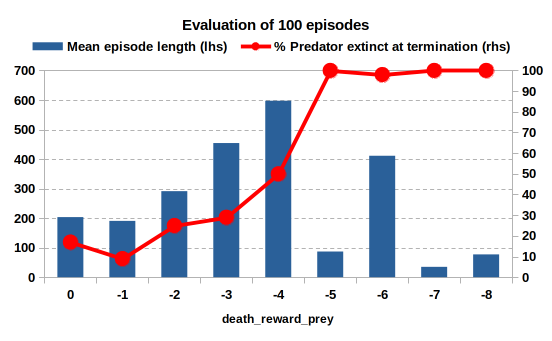 Evaluation of 100 episodes
Mean episode length (lhs) % Predator extinct at termination (rhs)
700 100
600 90
500 80
400 70
300 60
200 50
100 40
0 30
20
10
0
0 -1 -2 -3 -4 -5 -6 -7 -8
death_reward_prey